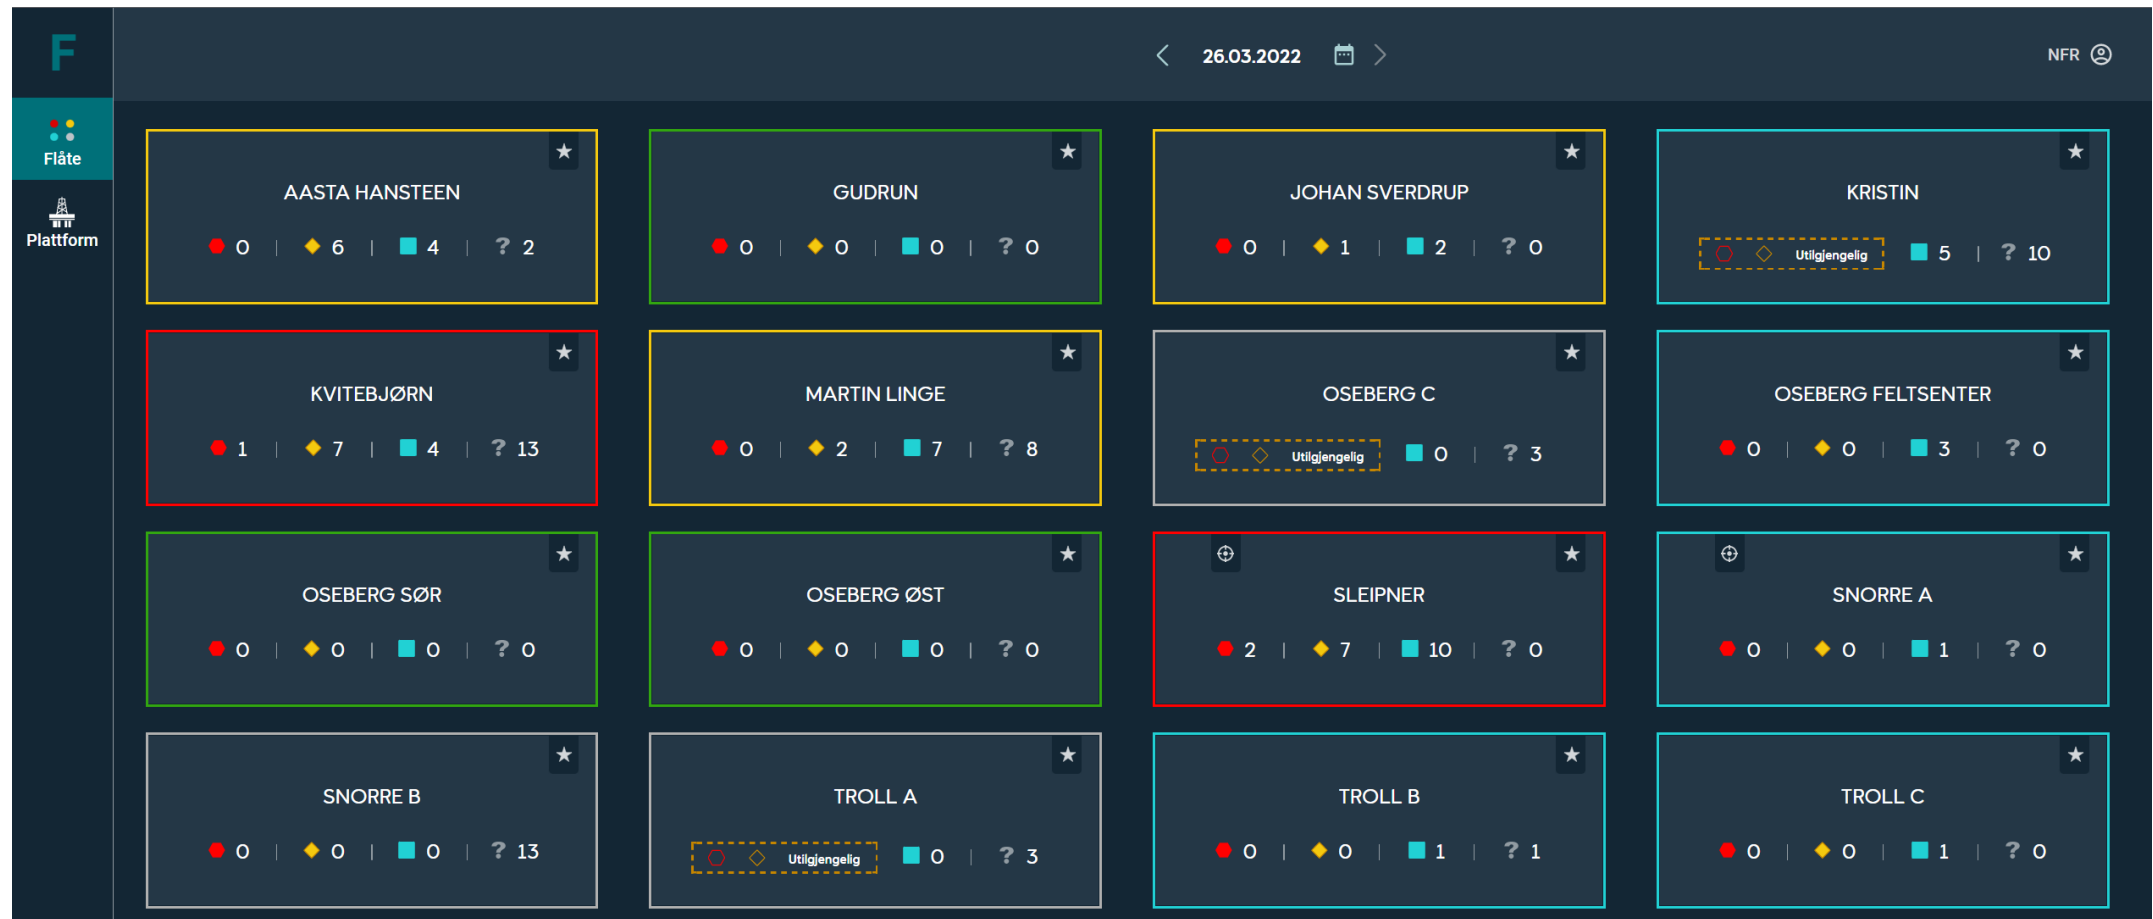 F
26.03.2022
NFR
Flåte
Plattform
AASTA HANSTEEN
0 | 6 | 4 | ? 2
GUDRUN
0 | 0 | 0 | ? 0
JOHAN SVERDRUP
0 | 1 | 2 | ? 0
KRISTIN
Utilgjengelig 5 | ? 10
KVITEBJØRN
1 | 7 | 4 | ? 13
MARTIN LINGE
0 | 2 | 7 | ? 8
OSEBERG C
Utilgjengelig 0 | ? 3
OSEBERG FELTSENTER
0 | 0 | 3 | ? 0
OSEBERG SØR
0 | 0 | 0 | ? 0
OSEBERG ØST
0 | 0 | 0 | ? 0
SLEIPNER
2 | 7 | 10 | ? 0
SNORRE A
0 | 0 | 1 | ? 0
SNORRE B
0 | 0 | 0 | ? 13
TROLL A
Utilgjengelig 0 | ? 3
TROLL B
0 | 0 | 1 | ? 1
TROLL C
0 | 0 | 1 | ? 0